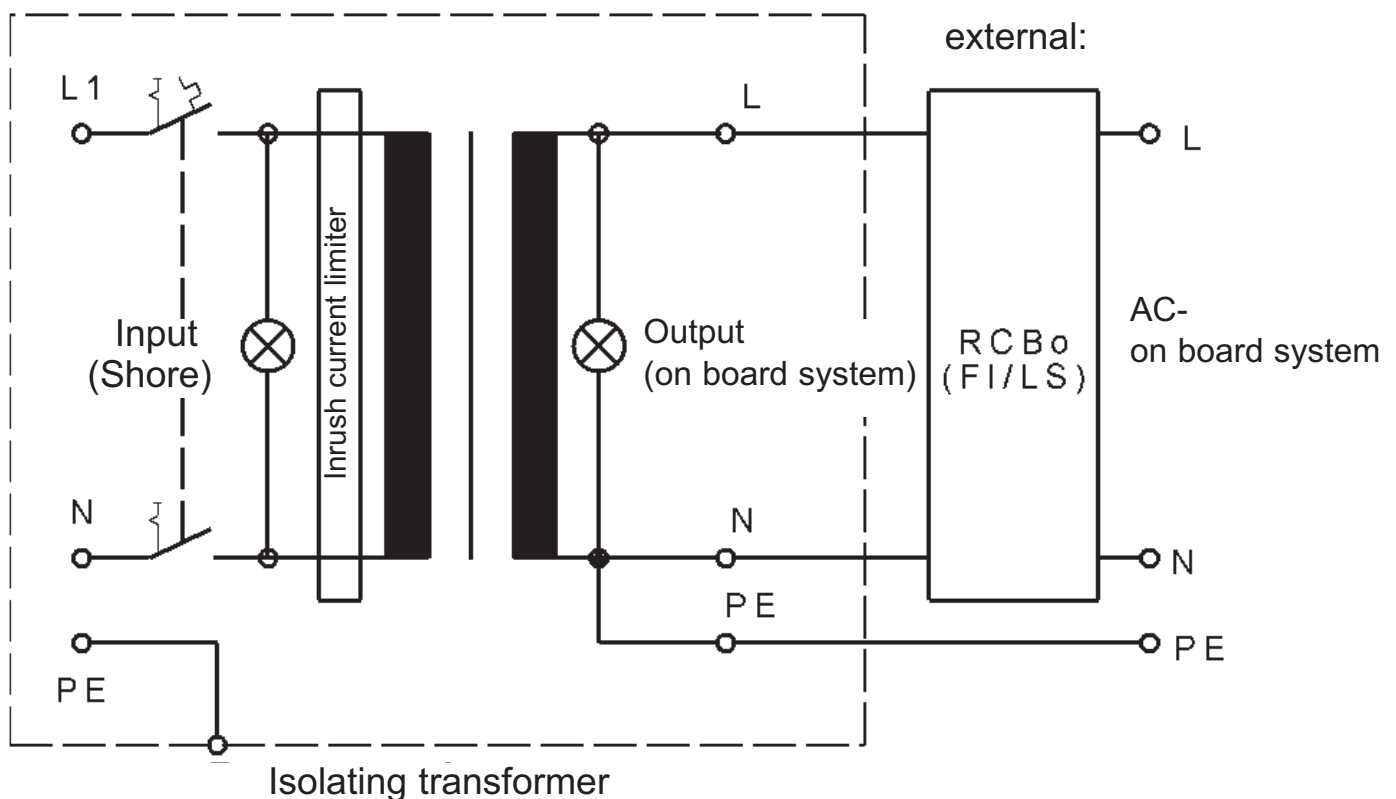 external:
L1
L
L
Inrush current limiter
Input
(Shore)
Output
(on board system)
RCBo
(FI/LS)
AC-
on board system
N
N
N
PE
PE
PE
Isolating transformer